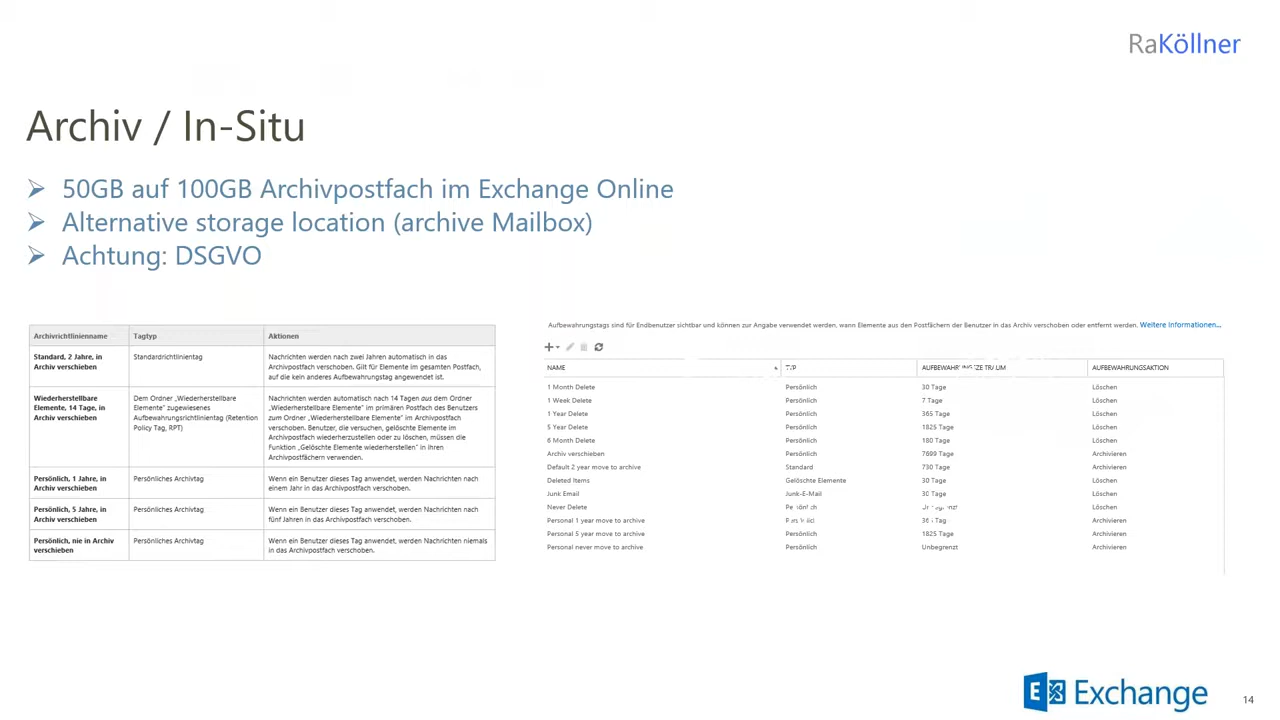 RaKöllner
Archiv / In-Situ
50GB auf 100GB Archivpostfach im Exchange Online
Alternative storage location (archive Mailbox)
Achtung: DSGVO
Archivrichtlinienname Tagtyp Aktionen
Standard, 2 Jahre, in Archiv verschieben
Standardrichtlinientag
Nachrichten werden nach zwei Jahren automatisch in das
Archivpostfach verschoben. Gilt für Elemente im gesamten Postfach,
auf die kein anderes Aufbewahrungstag angewendet ist.
Wiederherstellbare
Elemente, 14 Tage, in
Archiv verschieben
Dem Ordner „Wiederherstellbare
Elemente" zugewiesenes
Aufbewahrungsrichtlinientag (Retention
Policy Tag, RPT)
Nachrichten werden automatisch nach 14 Tagen aus dem Ordner
„Wiederherstellbare Elemente" im primären Postfach des Benutzers
zum Ordner „Wiederherstellbare Elemente" im Archivpostfach
verschoben. Benutzer, die versuchen, gelöschte Elemente im
Archivpostfach wiederherzustellen oder zu löschen, müssen die
Funktion „Gelöschte Elemente wiederherstellen" in ihren
Archivpostfächern verwenden.
Persönlich, 1 Jahre, in
Archiv verschieben
Persönliches Archivtag
Wenn ein Benutzer dieses Tag anwendet, werden Nachrichten nach
einem Jahr in das Archivpostfach verschoben.
Persönlich, 5 Jahre, in
Archiv verschieben
Persönliches Archivtag
Wenn ein Benutzer dieses Tag anwendet, werden Nachrichten nach
fünf Jahren in das Archivpostfach verschoben.
Persönlich, nie in Archiv
verschieben
Persönliches Archivtag
Wenn ein Benutzer dieses Tag anwendet, werden Nachrichten niemals
in das Archivpostfach verschoben.
Aufbewahrungstags sind für Endbenutzer sichtbar und können zur Angabe verwendet werden, wann Elemente aus den Postfächern der Benutzer in das Archiv verschoben oder entfernt werden. Weitere Informationen...
NAME TYP AUFBEWAHRUNGSAKTION
1 Month Delete Persönlich 30 Tage Löschen
1 Week Delete Persönlich 7 Tage Löschen
1 Year Delete Persönlich 365 Tage Löschen
5 Year Delete Persönlich 1825 Tage Löschen
6 Month Delete Persönlich 180 Tage Löschen
Archiv verschieben Persönlich 7699 Tage Archivieren
Default 2 year move to archive Standard 730 Tage Archivieren
Deleted Items Gelöschte Elemente 30 Tage Löschen
Junk Email Junk-E-Mail 30 Tage Löschen
Never Delete Löschen
Personal 1 year move to archive Archivieren
Personal 5 year move to archive Persönlich 1825 Tage Archivieren
Personal never move to archive Persönlich Unbegrenzt Archivieren
Exchange
14